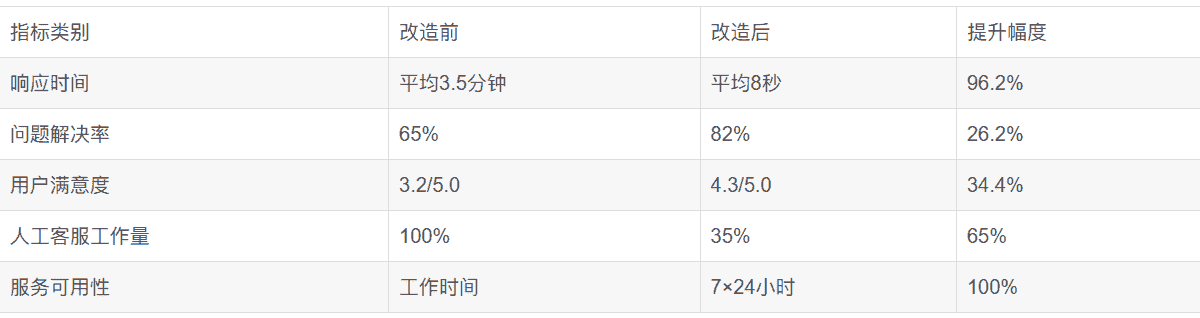 指标类别 改造前 改造后 提升幅度
响应时间 平均3.5分钟 平均8秒 96.2%
问题解决率 65% 82% 26.2%
用户满意度 3.2/5.0 4.3/5.0 34.4%
人工客服工作量 100% 35% 65%
服务可用性 工作时间 7×24小时 100%